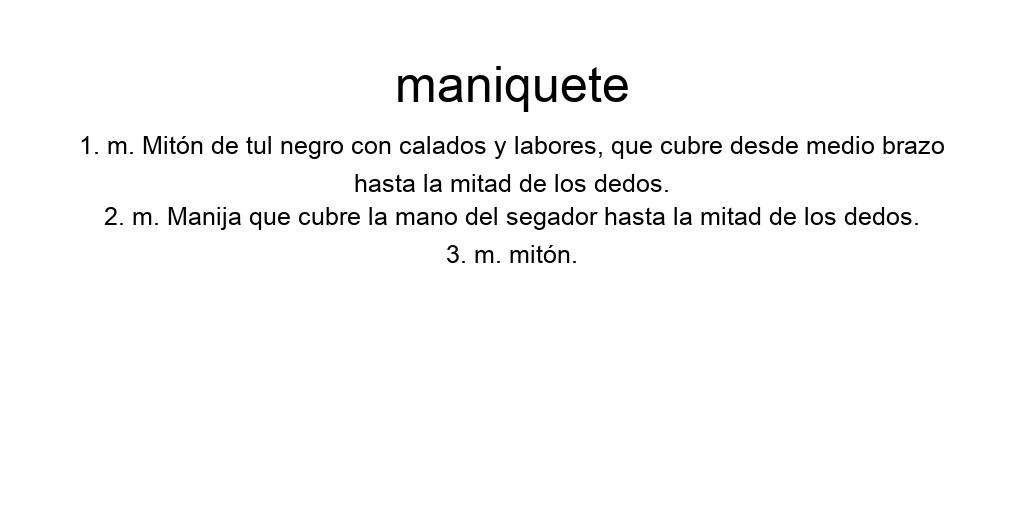 maniquete
1. m. Mitón de tul negro con calados y labores, que cubre desde medio brazo
hasta la mitad de los dedos.
2. m. Manija que cubre la mano del segador hasta la mitad de los dedos.
3. m. mitón.